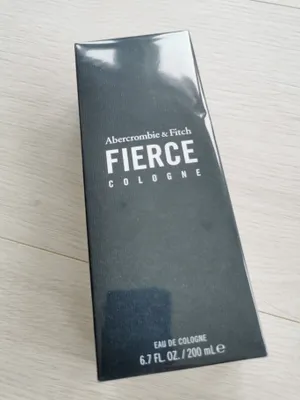 Abercrombie & Fitch
FIERCE
COLOGNE
EAU DE COLOGNE
6.7 FL. OZ. / 200 mL ℮